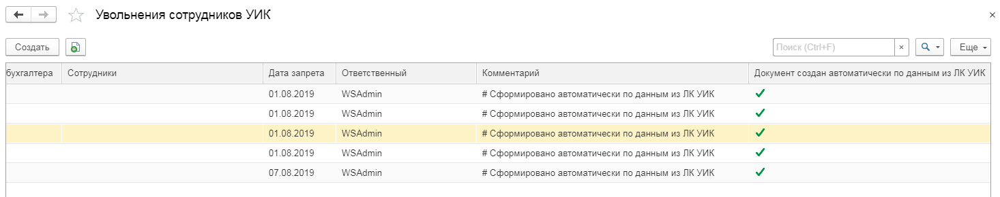 Увольнения сотрудников УИК
Создать Поиск (Ctrl+F) × Еще
бухгалтера Сотрудники Дата запрета Ответственный Комментарий Документ создан автоматически по данным из ЛК УИК
01.08.2019 WSAdmin # Сформировано автоматически по данным из ЛК УИК
01.08.2019 WSAdmin # Сформировано автоматически по данным из ЛК УИК
01.08.2019 WSAdmin # Сформировано автоматически по данным из ЛК УИК
01.08.2019 WSAdmin # Сформировано автоматически по данным из ЛК УИК
07.08.2019 WSAdmin # Сформировано автоматически по данным из ЛК УИК